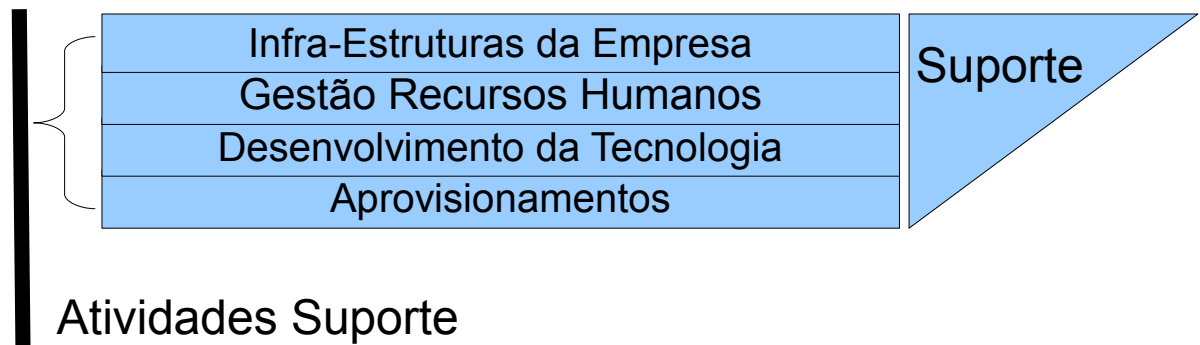 Infra-Estruturas da Empresa
Suporte
Gestão Recursos Humanos
Desenvolvimento da Tecnologia
Aprovisionamentos
Atividades Suporte